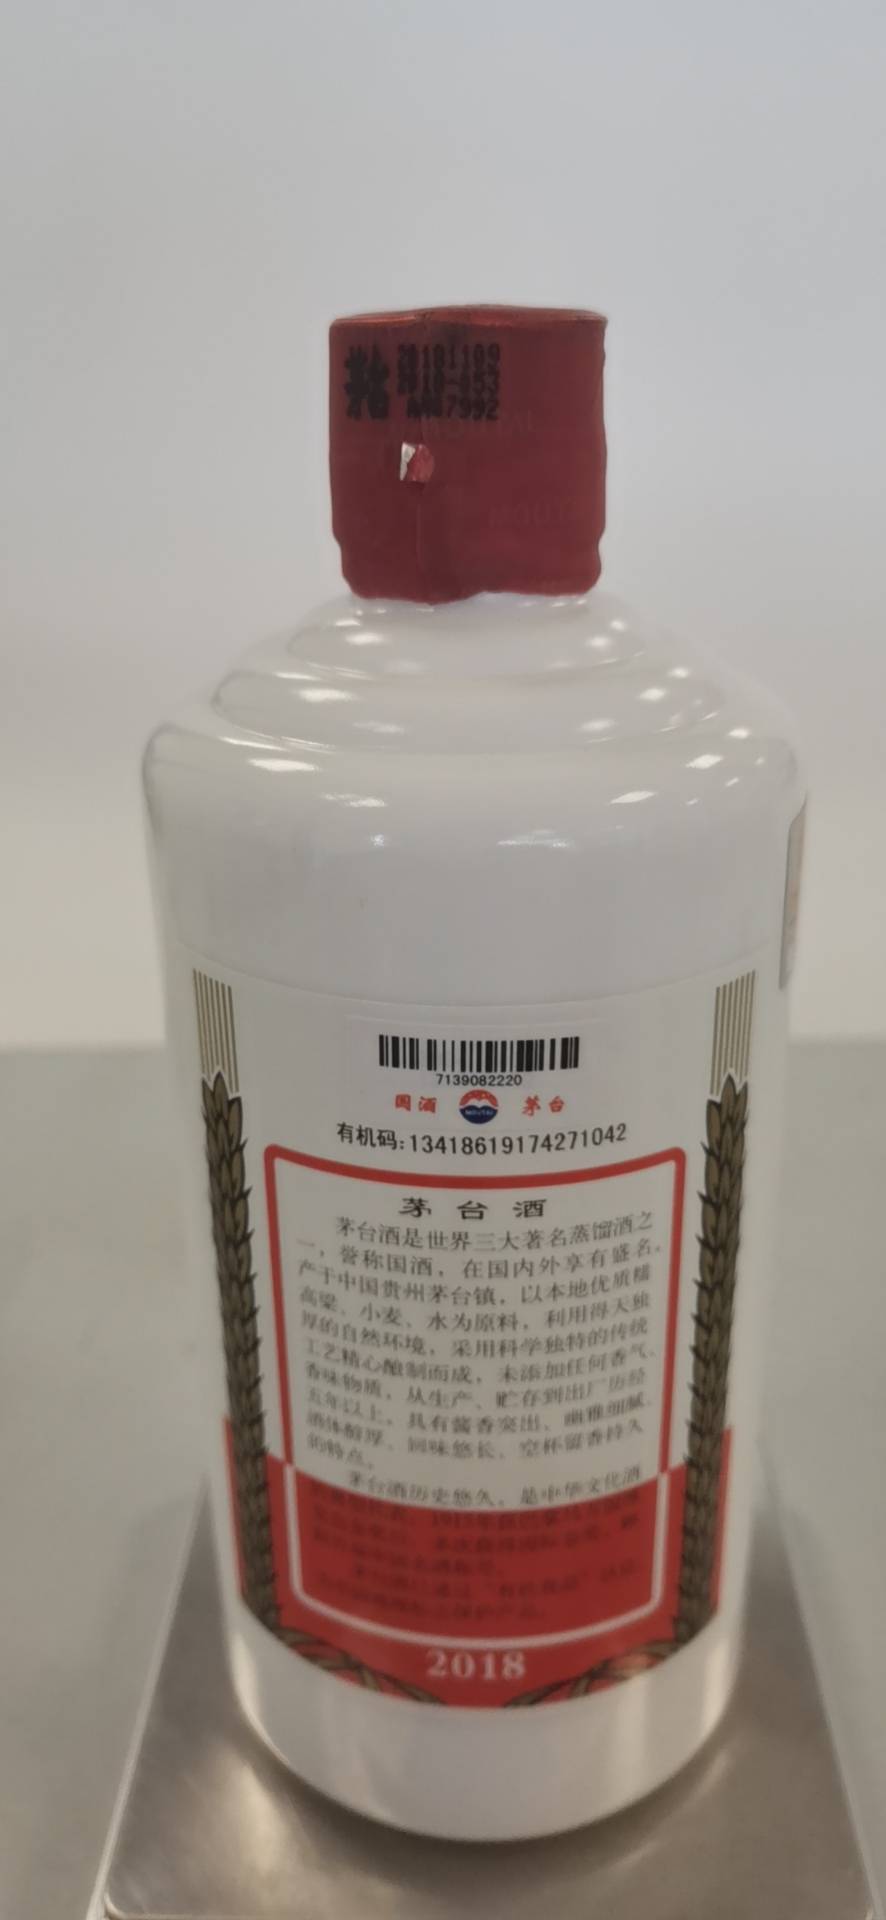 茅台 20181109
2018-053
7992
MOUTAI
7139082220
国酒 MOUTAI 茅台
有机码:13418619174271042
茅台酒
茅台酒是世界三大著名蒸馏酒之
一，誉称国酒，在国内外享有盛名。
产于中国贵州茅台镇，以本地优质糯
高粱、小麦、水为原料，利用得天独
厚的自然环境，采用科学独特的传统
工艺精心酿制而成，未添加任何香气、
香味物质，从生产、贮存到出厂历经
五年以上，具有酱香突出、幽雅细腻、
酒体醇厚、回味悠长、空杯留香持久
的特点。
茅台酒历史悠久，是中华文化酒
2018